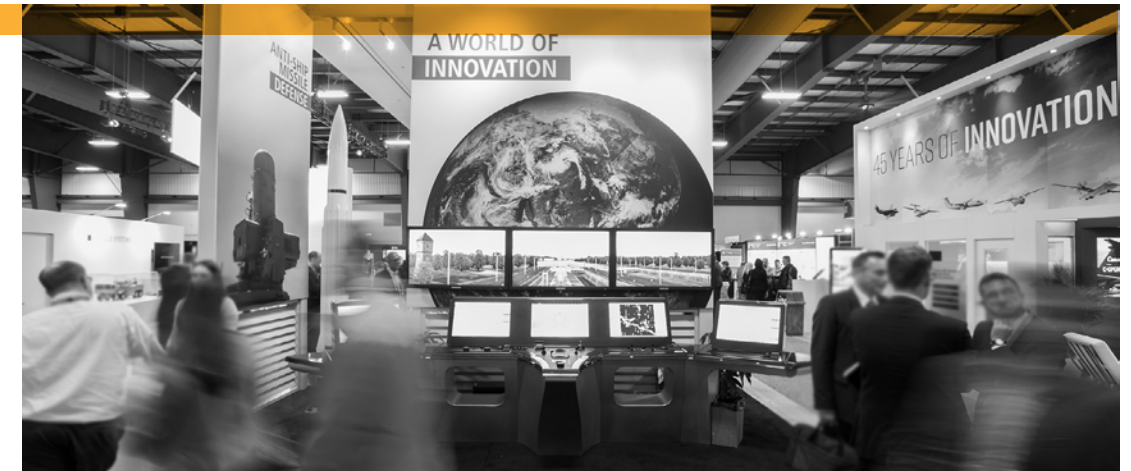 ANTI-SHIP
MISSILE
DEFENSE
A WORLD OF
INNOVATION
45 YEARS OF INNOVATION